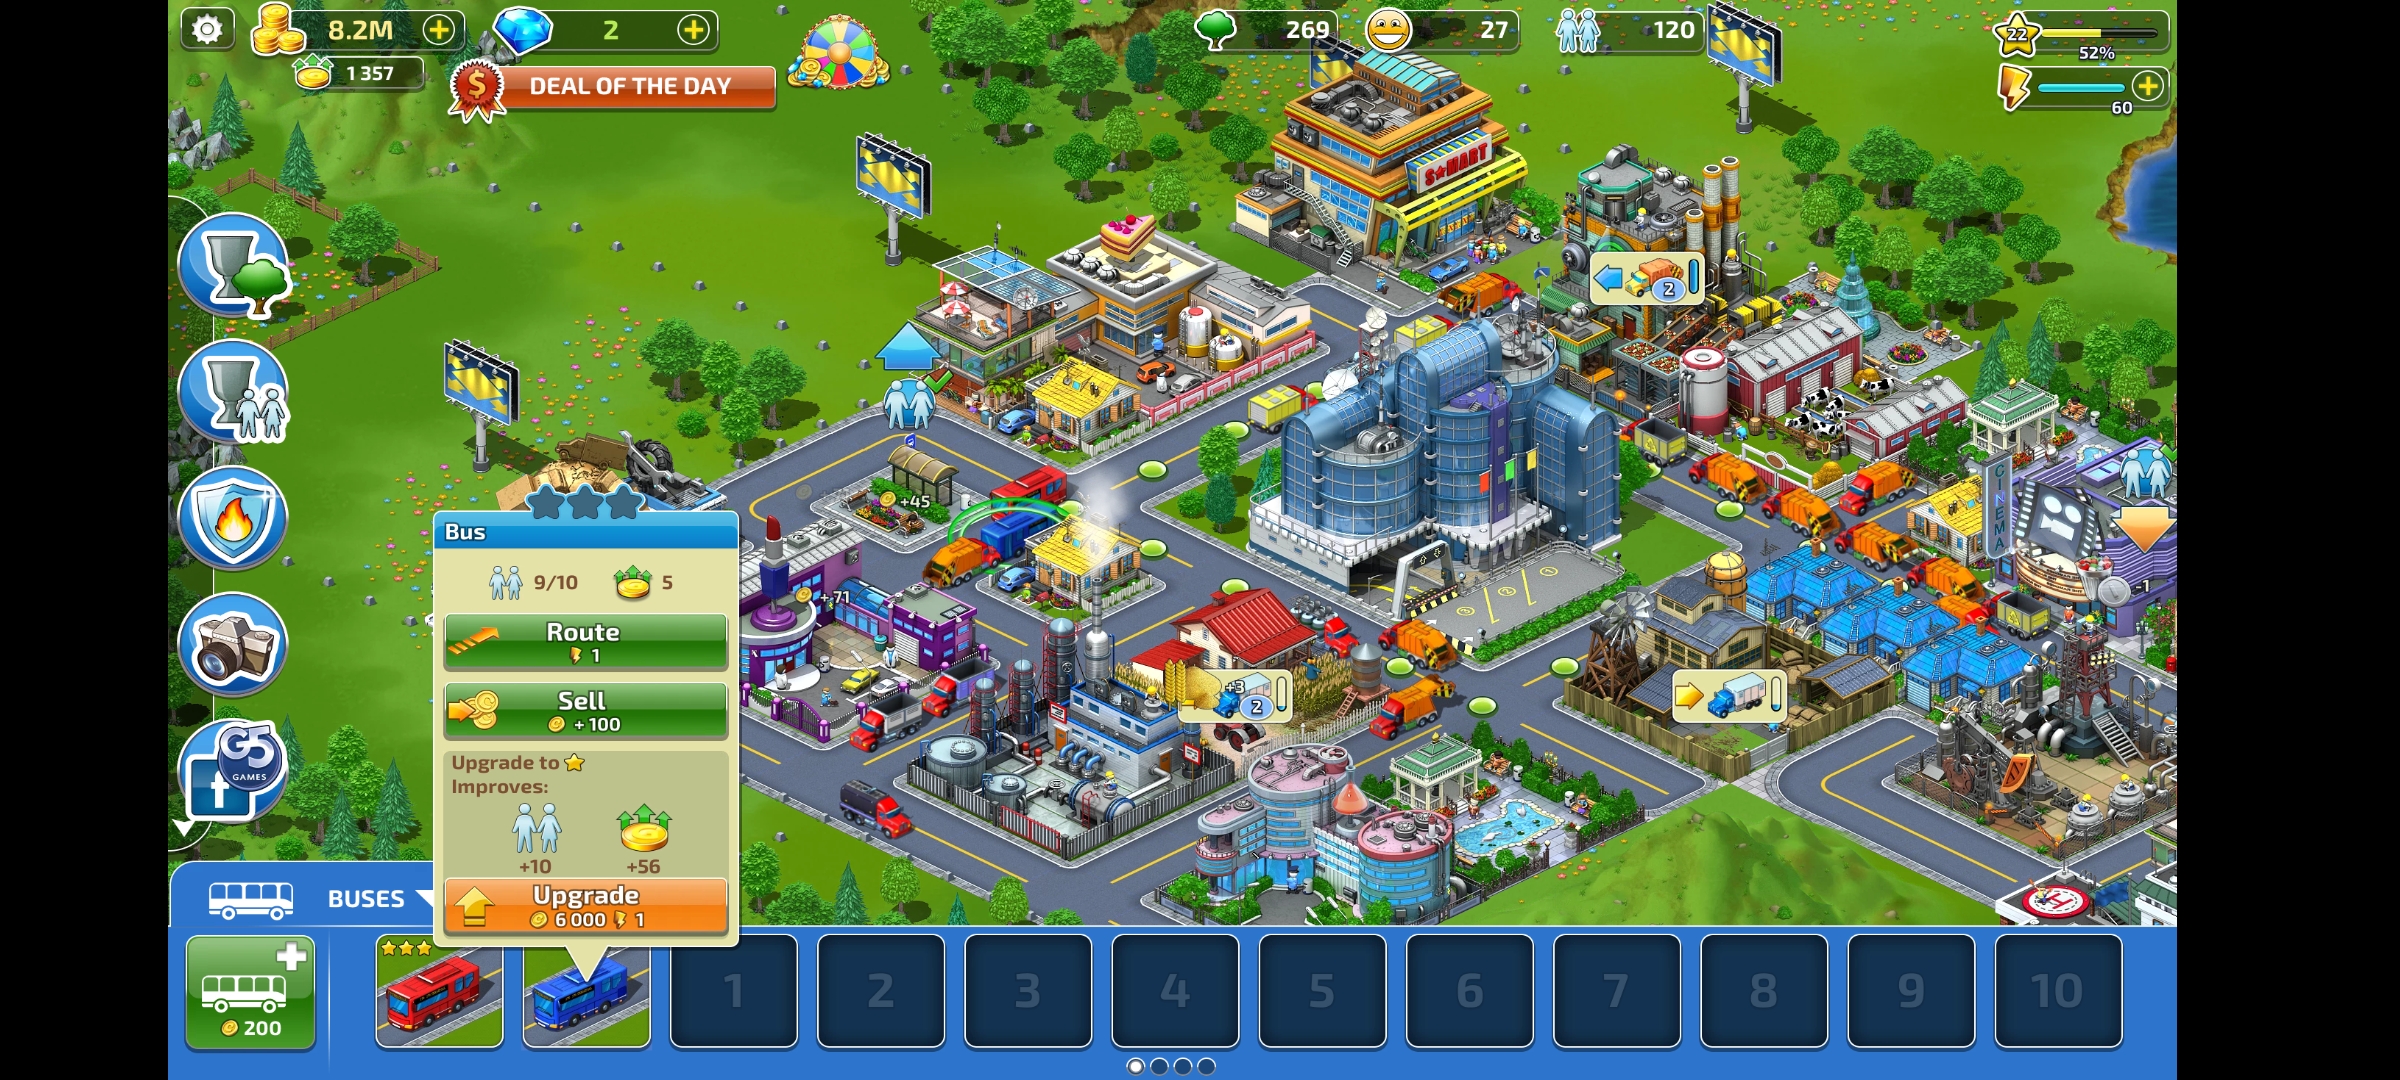 8.2M
2
269
27
120
22
52%
1 357
DEAL OF THE DAY
60
S★MART
2
+45
CINEMA
Bus
9/10
5
+71
-1
Route
1
+3
2
Sell
+ 100
G5
GAMES
f
Upgrade to
Improves:
+10
+56
BUSES
Upgrade
6 000 1
H
200
1
2
3
4
5
6
7
8
9
10